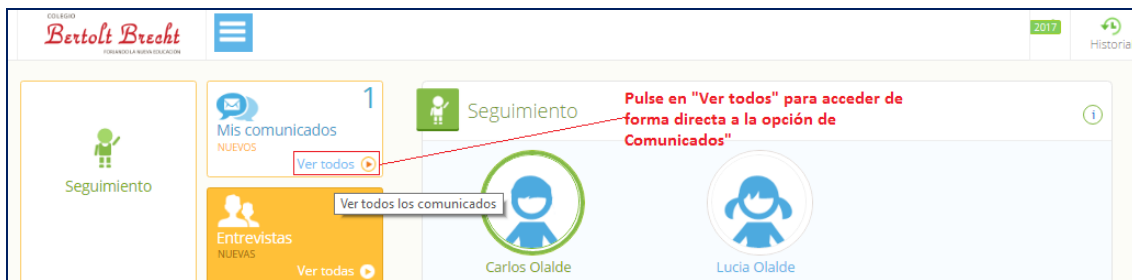 COLEGIO
Bertolt Brecht
FORJANDO LA NUEVA EDUCACIÓN
2017
Historia
Seguimiento
1
Mis comunicados
NUEVOS
Ver todos
Ver todos los comunicados
Entrevistas
NUEVAS
Ver todas
Seguimiento
Pulse en "Ver todos" para acceder de
forma directa a la opción de
Comunicados"
i
Carlos Olalde
Lucia Olalde